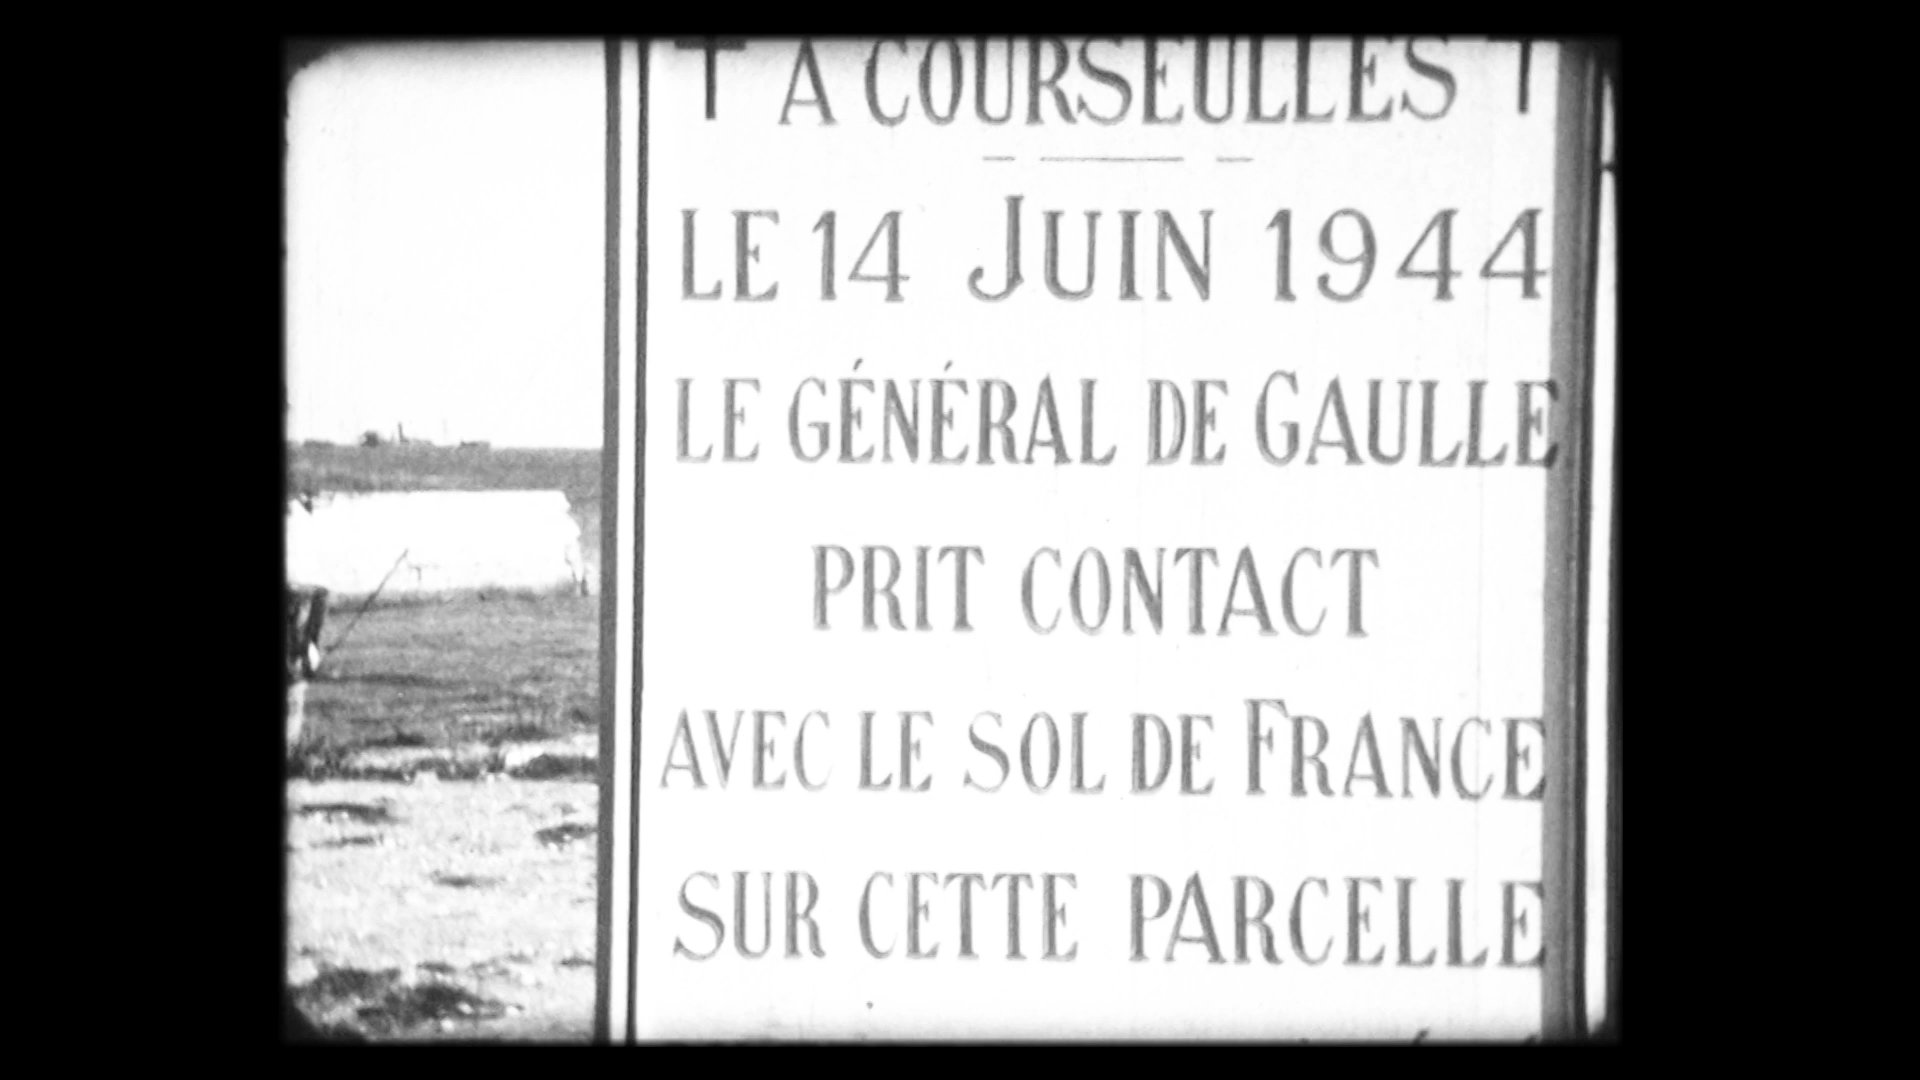 † A COURSEULLES †
LE 14 JUIN 1944
LE GÉNÉRAL DE GAULLE
PRIT CONTACT
AVEC LE SOL DE FRANCE
SUR CETTE PARCELLE